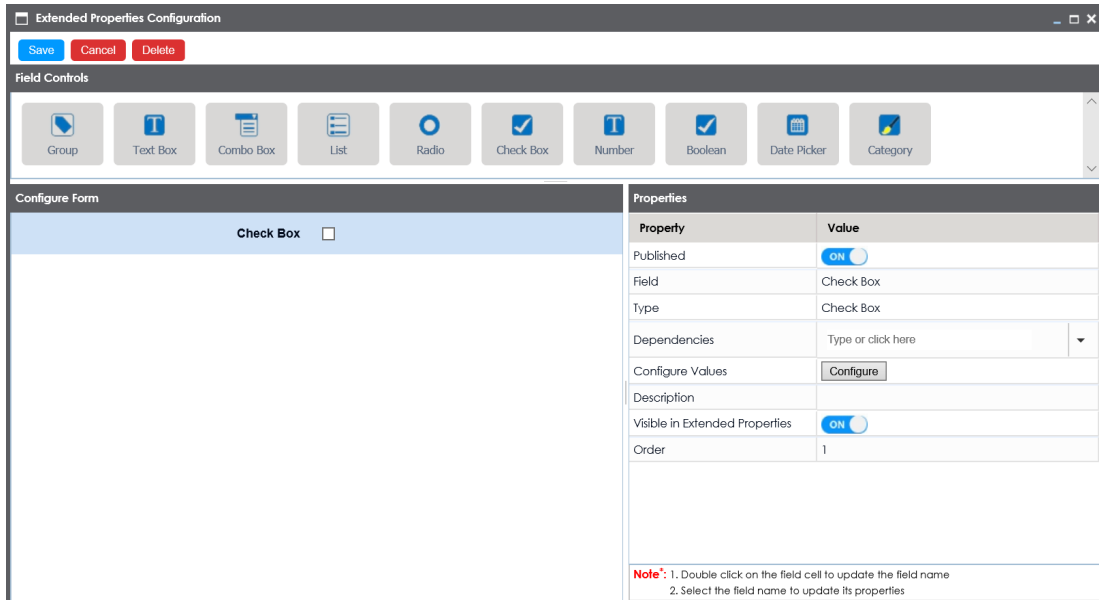 Extended Properties Configuration
Save Cancel Delete
Field Controls
Group Text Box Combo Box List Radio Check Box Number Boolean Date Picker Category
Configure Form
Check Box
Properties
Property Value
Published ON
Field Check Box
Type Check Box
Dependencies Type or click here
Configure Values Configure
Description
Visible in Extended Properties ON
Order 1
Note*: 1. Double click on the field cell to update the field name
2. Select the field name to update its properties